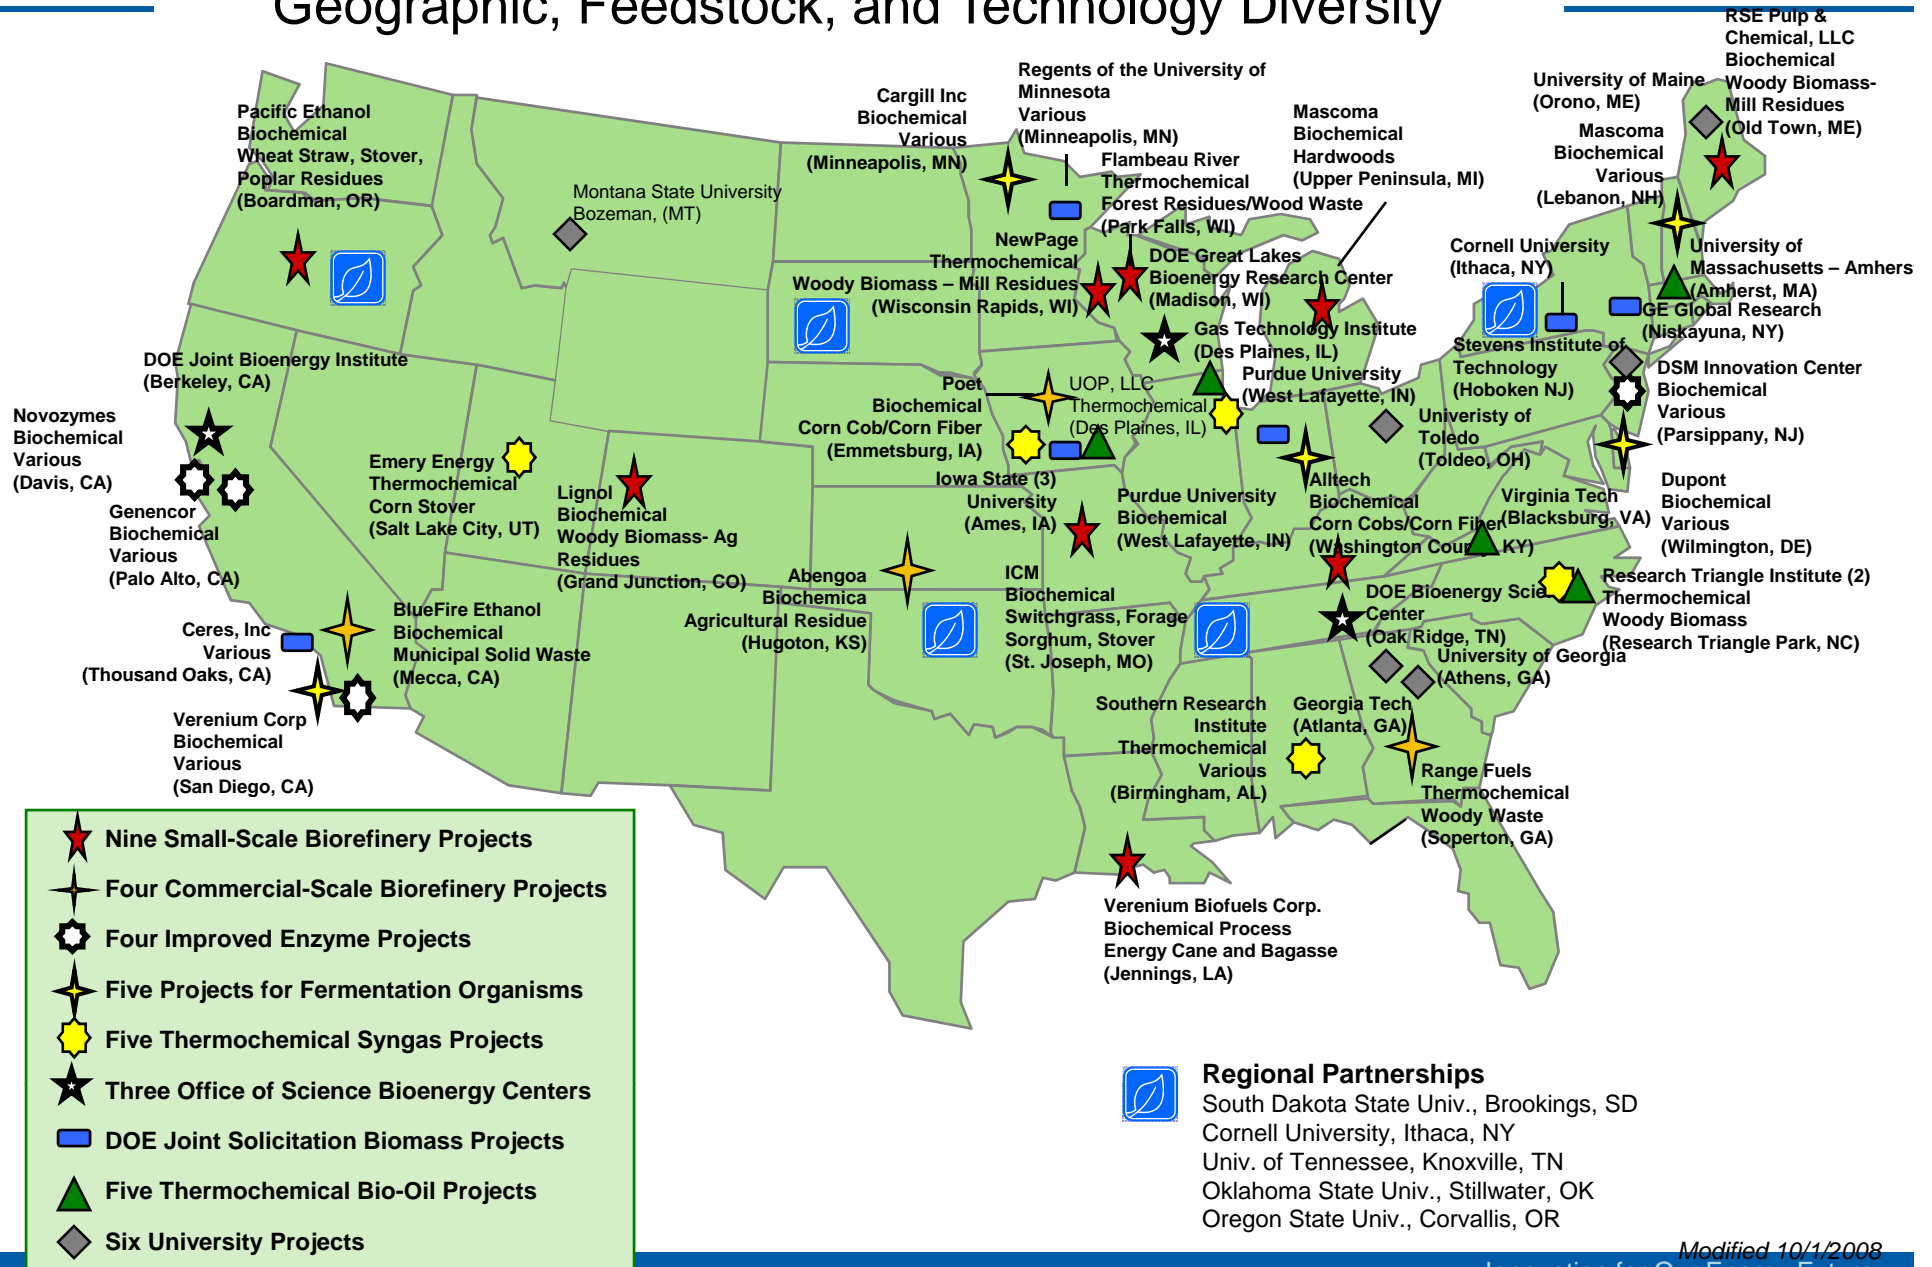 Geographic, Feedstock, and Technology Diversity
RSE Pulp &
Chemical, LLC
Biochemical
Woody Biomass-
Mill Residues
(Old Town, ME)
University of Maine
(Orono, ME)
Mascoma
Biochemical
Various
(Lebanon, NH)
Regents of the University of
Minnesota
Various
(Minneapolis, MN)
Cargill Inc
Biochemical
Various
(Minneapolis, MN)
Mascoma
Biochemical
Hardwoods
(Upper Peninsula, MI)
Pacific Ethanol
Biochemical
Wheat Straw, Stover,
Poplar Residues
(Boardman, OR)
Montana State University
Bozeman, (MT)
Flambeau River
Thermochemical
Forest Residues/Wood Waste
(Park Falls, WI)
NewPage
Thermochemical
Woody Biomass – Mill Residues
(Wisconsin Rapids, WI)
DOE Great Lakes
Bioenergy Research Center
(Madison, WI)
Cornell University
(Ithaca, NY)
University of
Massachusetts – Amhers
(Amherst, MA)
GE Global Research
(Niskayuna, NY)
Gas Technology Institute
(Des Plaines, IL)
Purdue University
(West Lafayette, IN)
Stevens Institute of
Technology
(Hoboken NJ)
DSM Innovation Center
Biochemical
Various
(Parsippany, NJ)
DOE Joint Bioenergy Institute
(Berkeley, CA)
Novozymes
Biochemical
Various
(Davis, CA)
Poet
Biochemical
Corn Cob/Corn Fiber
(Emmetsburg, IA)
UOP, LLC
Thermochemical
(Des Plaines, IL)
Univeristy of
Toledo
(Toldeo, OH)
Emery Energy
Thermochemical
Corn Stover
(Salt Lake City, UT)
Lignol
Biochemical
Woody Biomass- Ag
Residues
(Grand Junction, CO)
Iowa State (3)
University
(Ames, IA)
Purdue University
Biochemical
(West Lafayette, IN)
Alltech
Biochemical
Corn Cobs/Corn Fiber
(Washington County, KY)
Virginia Tech
(Blacksburg, VA)
Dupont
Biochemical
Various
(Wilmington, DE)
Genencor
Biochemical
Various
(Palo Alto, CA)
Abengoa
Biochemica
Agricultural Residue
(Hugoton, KS)
ICM
Biochemical
Switchgrass, Forage
Sorghum, Stover
(St. Joseph, MO)
DOE Bioenergy Scie
Center
(Oak Ridge, TN)
Research Triangle Institute (2)
Thermochemical
Woody Biomass
(Research Triangle Park, NC)
BlueFire Ethanol
Biochemical
Municipal Solid Waste
(Mecca, CA)
Ceres, Inc
Various
(Thousand Oaks, CA)
University of Georgia
(Athens, GA)
Verenium Corp
Biochemical
Various
(San Diego, CA)
Southern Research
Institute
Thermochemical
Various
(Birmingham, AL)
Georgia Tech
(Atlanta, GA)
Range Fuels
Thermochemical
Woody Waste
(Soperton, GA)
Verenium Biofuels Corp.
Biochemical Process
Energy Cane and Bagasse
(Jennings, LA)
Nine Small-Scale Biorefinery Projects
Four Commercial-Scale Biorefinery Projects
Four Improved Enzyme Projects
Five Projects for Fermentation Organisms
Five Thermochemical Syngas Projects
Three Office of Science Bioenergy Centers
DOE Joint Solicitation Biomass Projects
Five Thermochemical Bio-Oil Projects
Six University Projects
Regional Partnerships
South Dakota State Univ., Brookings, SD
Cornell University, Ithaca, NY
Univ. of Tennessee, Knoxville, TN
Oklahoma State Univ., Stillwater, OK
Oregon State Univ., Corvallis, OR
Modified 10/1/2008
Innovation for Our Energy Future